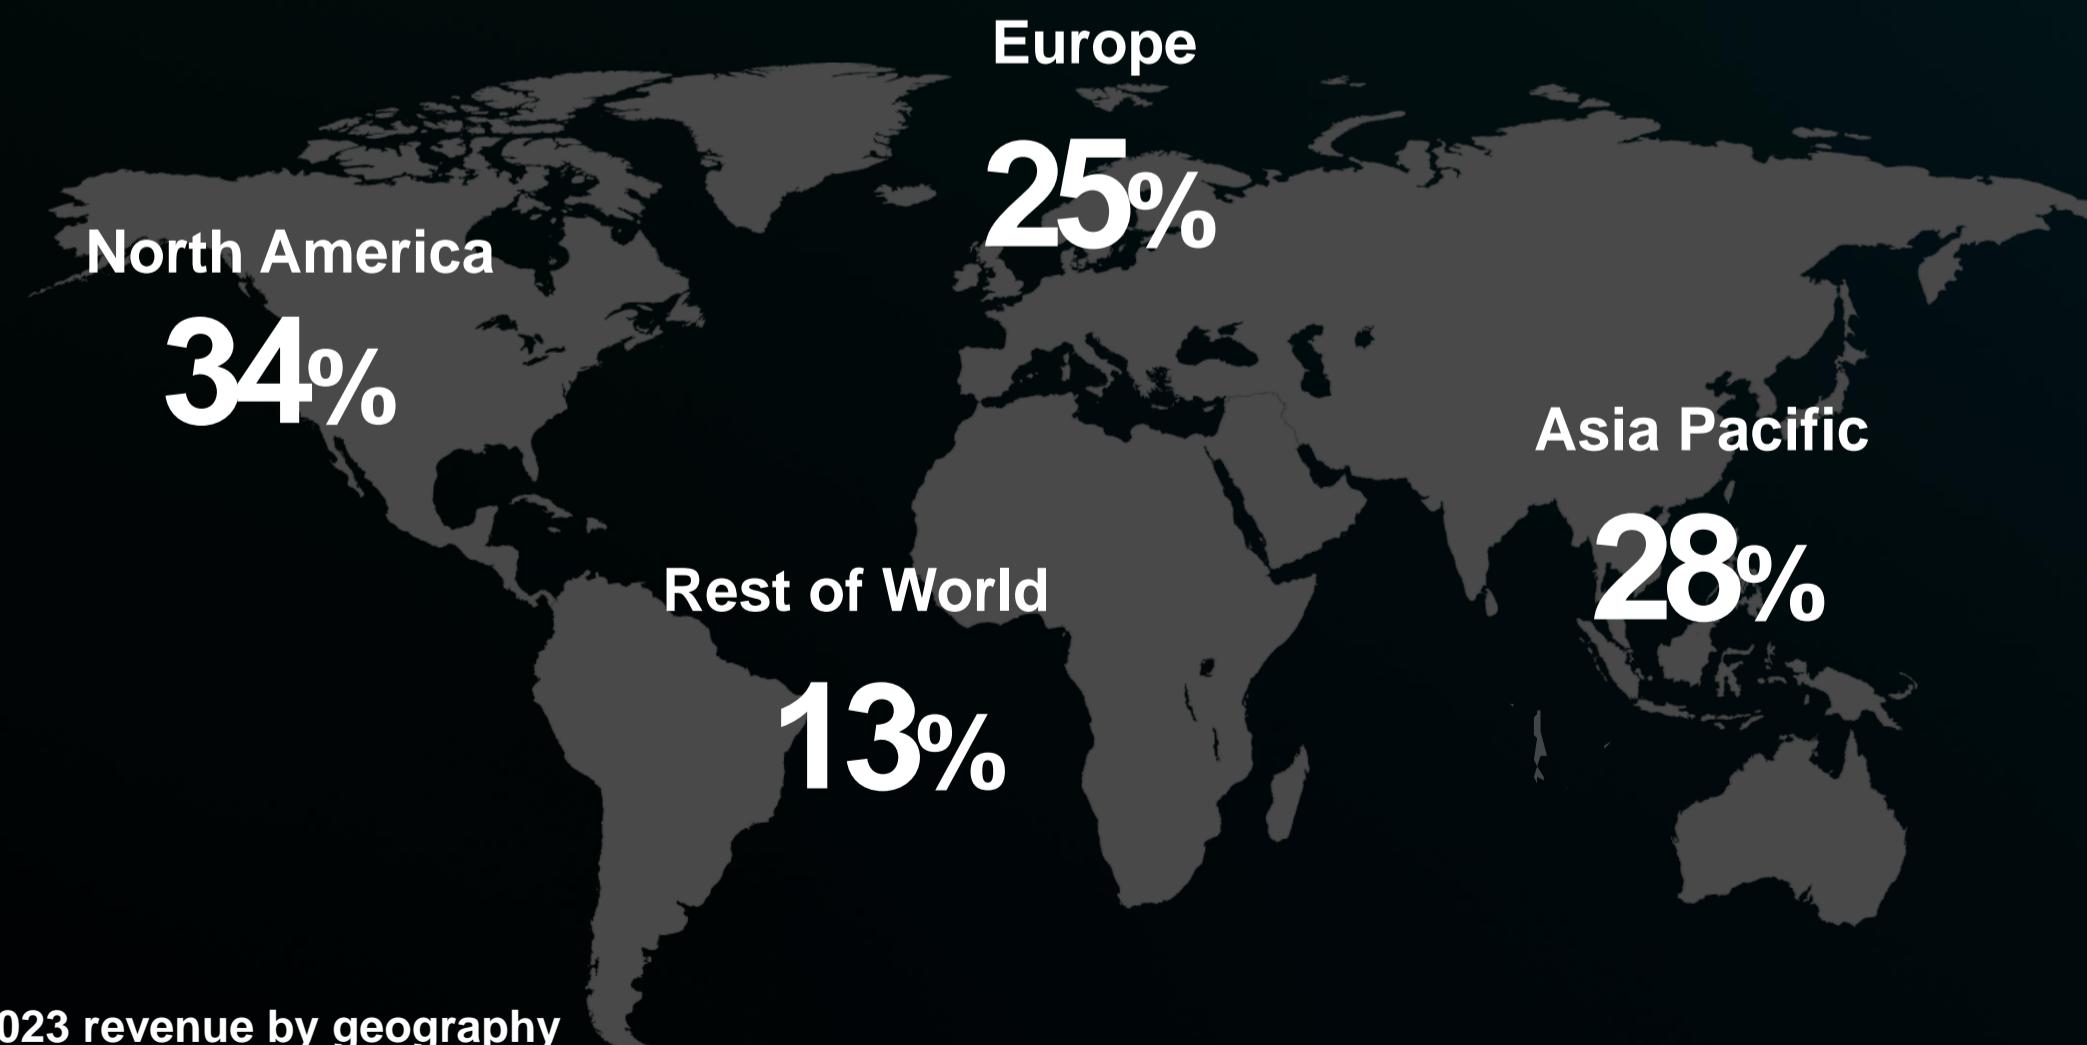 Europe
25%
North America
34%
Asia Pacific
28%
Rest of World
13%
023 revenue by geography